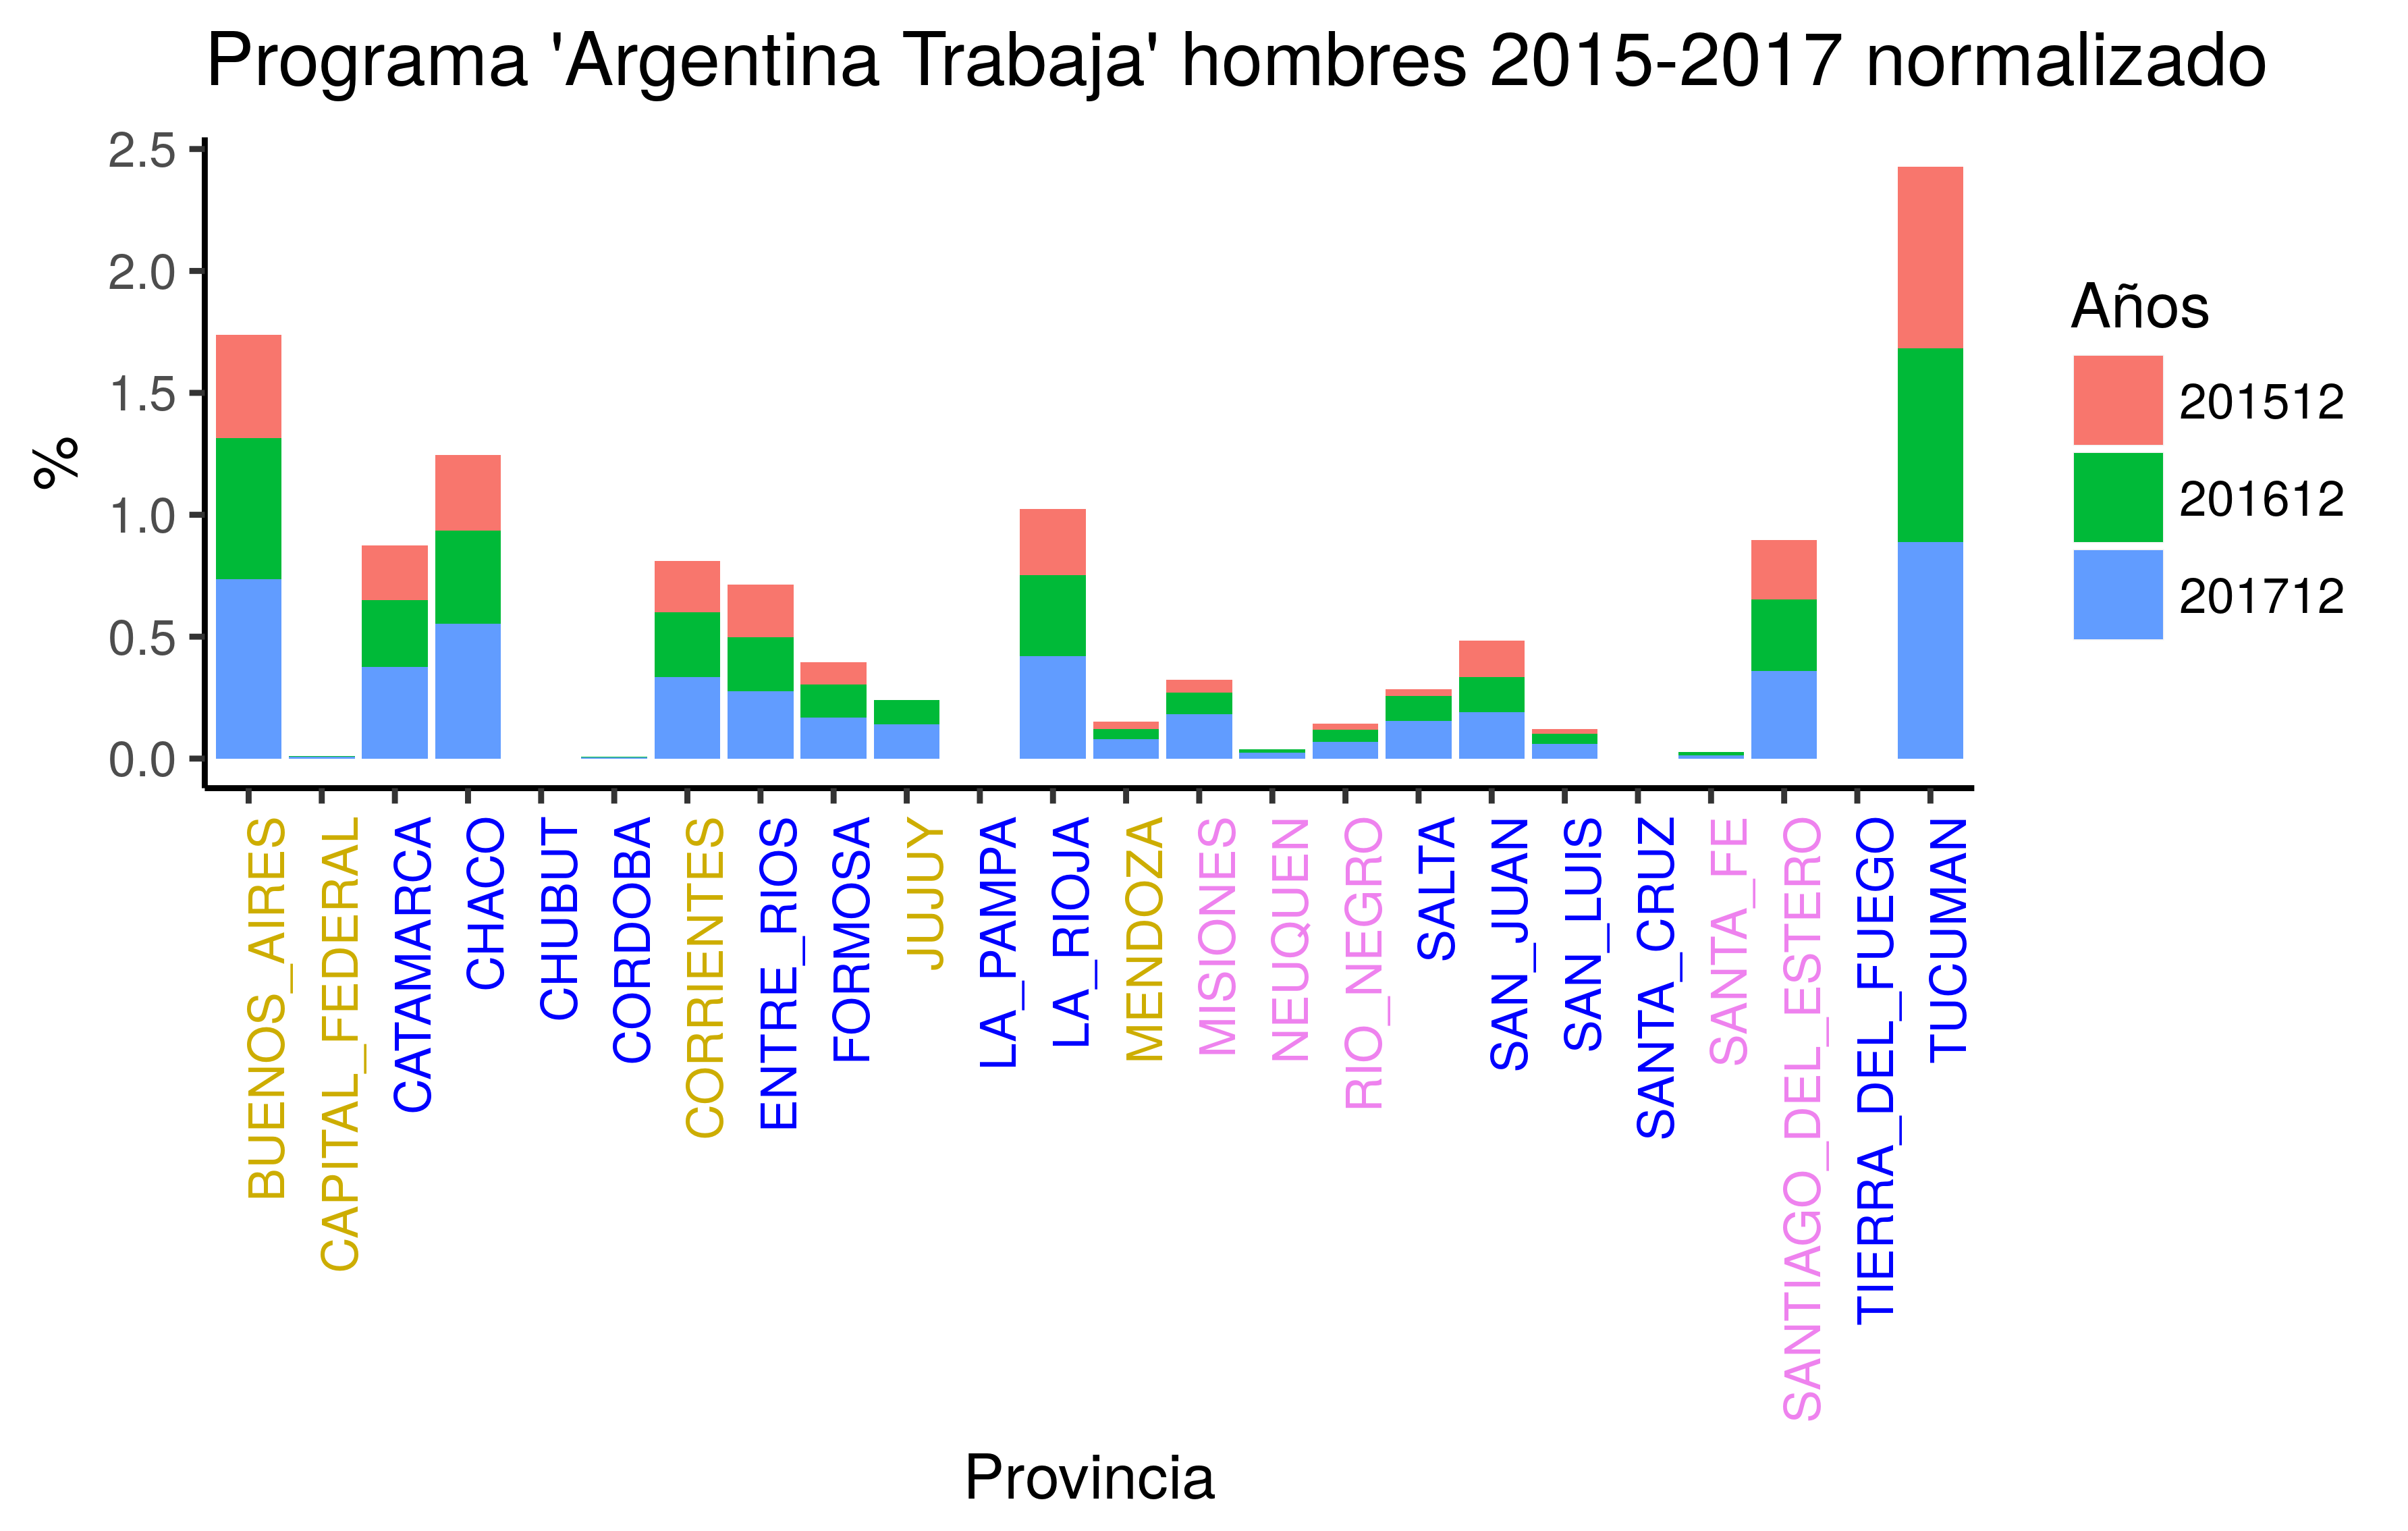 Programa 'Argentina Trabaja' hombres 2015-2017 normalizado
%
2.5
2.0
1.5
1.0
0.5
0.0
BUENOS_AIRES
CAPITAL_FEDERAL
CATAMARCA
CHACO
CHUBUT
CORDOBA
CORRIENTES
ENTRE_RIOS
FORMOSA
JUJUY
LA_PAMPA
LA_RIOJA
MENDOZA
MISIONES
NEUQUEN
RIO_NEGRO
SALTA
SAN_JUAN
SAN_LUIS
SANTA_CRUZ
SANTA_FE
SANTIAGO_DEL_ESTERO
TIERRA_DEL_FUEGO
TUCUMAN
Provincia
Años
201512
201612
201712